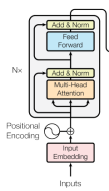 Add & Norm
Feed
Forward
N×
Add & Norm
Multi-Head
Attention
Positional
Encoding
Input
Embedding
Inputs